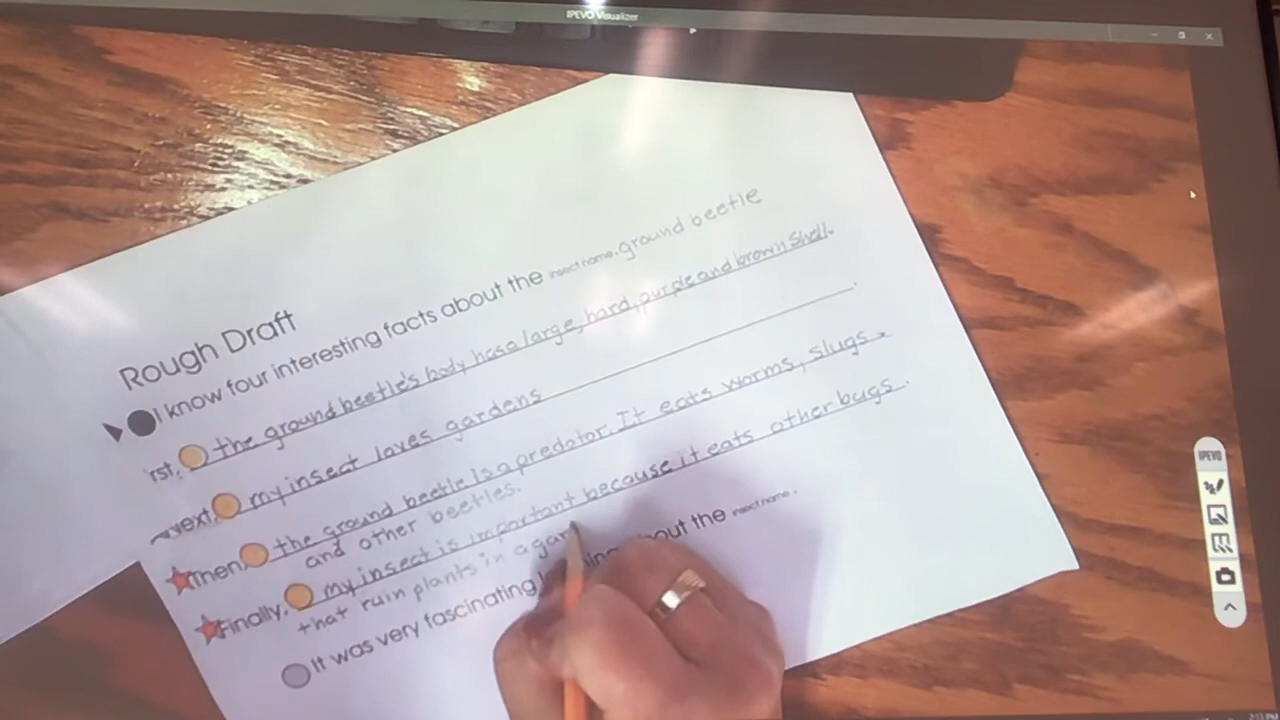 IPEVO Visualizer
Rough Draft
I know four interesting facts about the insect name. ground beetle
rst, the ground beetle's body has a large, hard, purple and brown shell.
Next, my insect loves gardens.
Then, the ground beetle is a predator. It eats worms, slugs,
and other beetles.
Finally, my insect is important because it eats other bugs.
that ruin plants in a gar
It was very fascinating about the insect name.
IPEVO